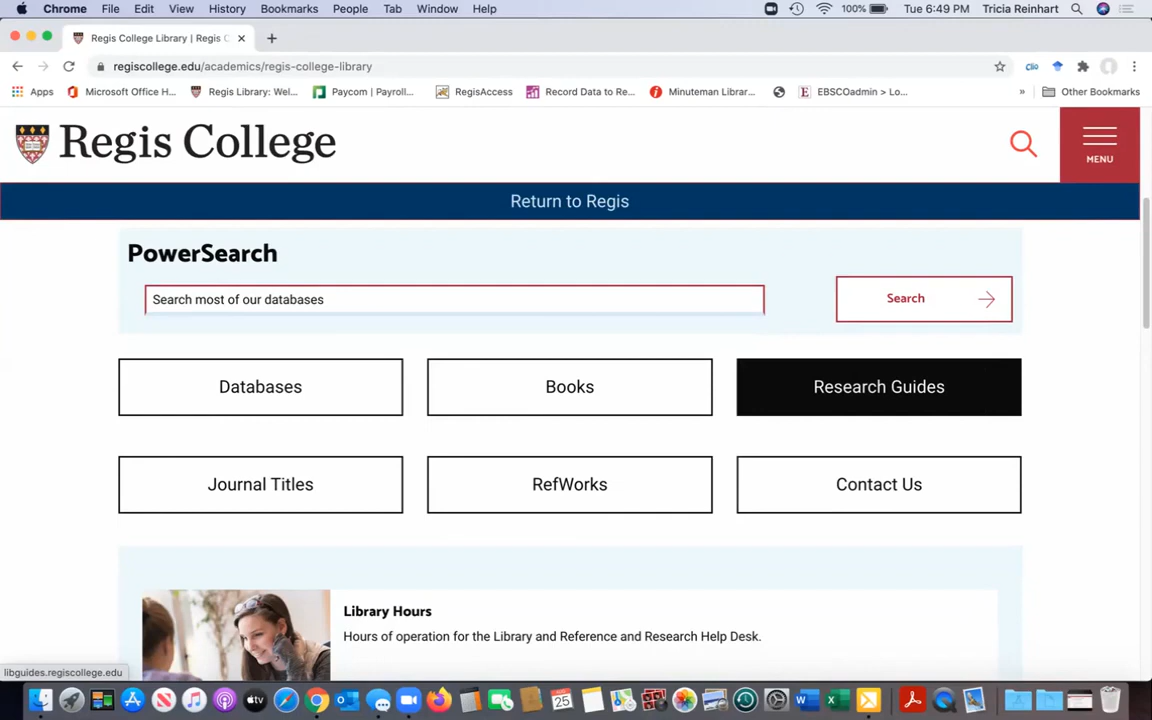 Chrome File Edit View History Bookmarks People Tab Window Help 100% Tue 6:49 PM Tricia Reinhart
Regis College Library | Regis C
regiscollege.edu/academics/regis-college-library
Apps Microsoft Office H... Regis Library: Wel... Paycom | Payroll... RegisAccess Record Data to Re... Minuteman Librar... EBSCOadmin > Lo... » Other Bookmarks
Regis College
MENU
Return to Regis
PowerSearch
Search most of our databases
Search
Databases Books Research Guides
Journal Titles RefWorks Contact Us
Library Hours
Hours of operation for the Library and Reference and Research Help Desk.
libguides.regiscollege.edu
tv
25